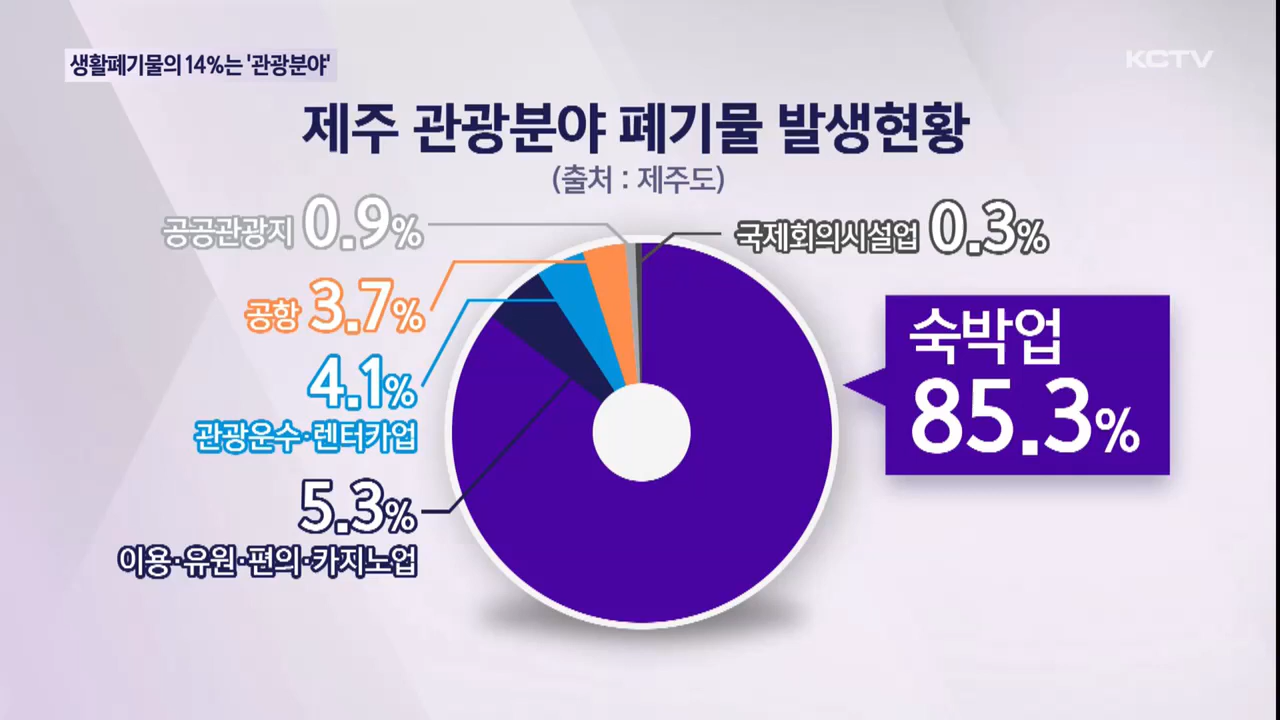 생활폐기물의 14%는 '관광분야'
KCTV
제주 관광분야 폐기물 발생현황
(출처 : 제주도)
공공관광지 0.9%
국제회의시설업 0.3%
공항 3.7%
숙박업
85.3%
4.1%
관광운수·렌터카업
5.3%
이용·유원·편의·카지노업